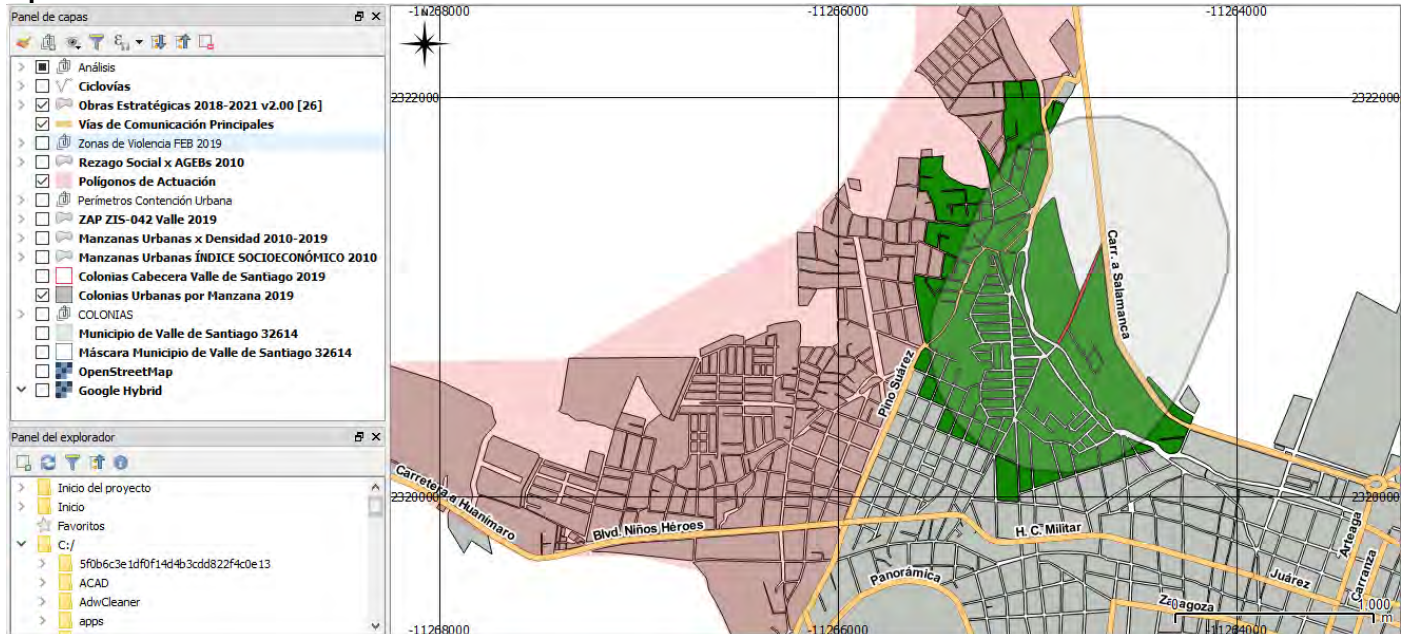 Panel de capas
Análisis
Ciclovías
Obras Estratégicas 2018-2021 v2.00 [26]
Vías de Comunicación Principales
Zonas de Violencia FEB 2019
Rezago Social x AGEBs 2010
Polígonos de Actuación
Perímetros Contención Urbana
ZAP ZIS-042 Valle 2019
Manzanas Urbanas x Densidad 2010-2019
Manzanas Urbanas ÍNDICE SOCIOECONÓMICO 2010
Colonias Cabecera Valle de Santiago 2019
Colonias Urbanas por Manzana 2019
COLONIAS
Municipio de Valle de Santiago 32614
Máscara Municipio de Valle de Santiago 32614
OpenStreetMap
Google Hybrid
Panel del explorador
Inicio del proyecto
Inicio
Favoritos
C:/
5f0b6c3e1df0f14d4b3cdd822f4c0e13
ACAD
AdwCleaner
apps
-11268000
-11266000
-11264000
N
2322000
2322000
Carr. a Salamanca
Pino Suárez
2320000
2320000
Carretera a Huanímaro
Blvd. Niños Héroes
H. C. Militar
Panorámica
Juárez
Zaragoza
Arteaga
Carranza
0
1.000
m
-11268000
-11266000
-11264000